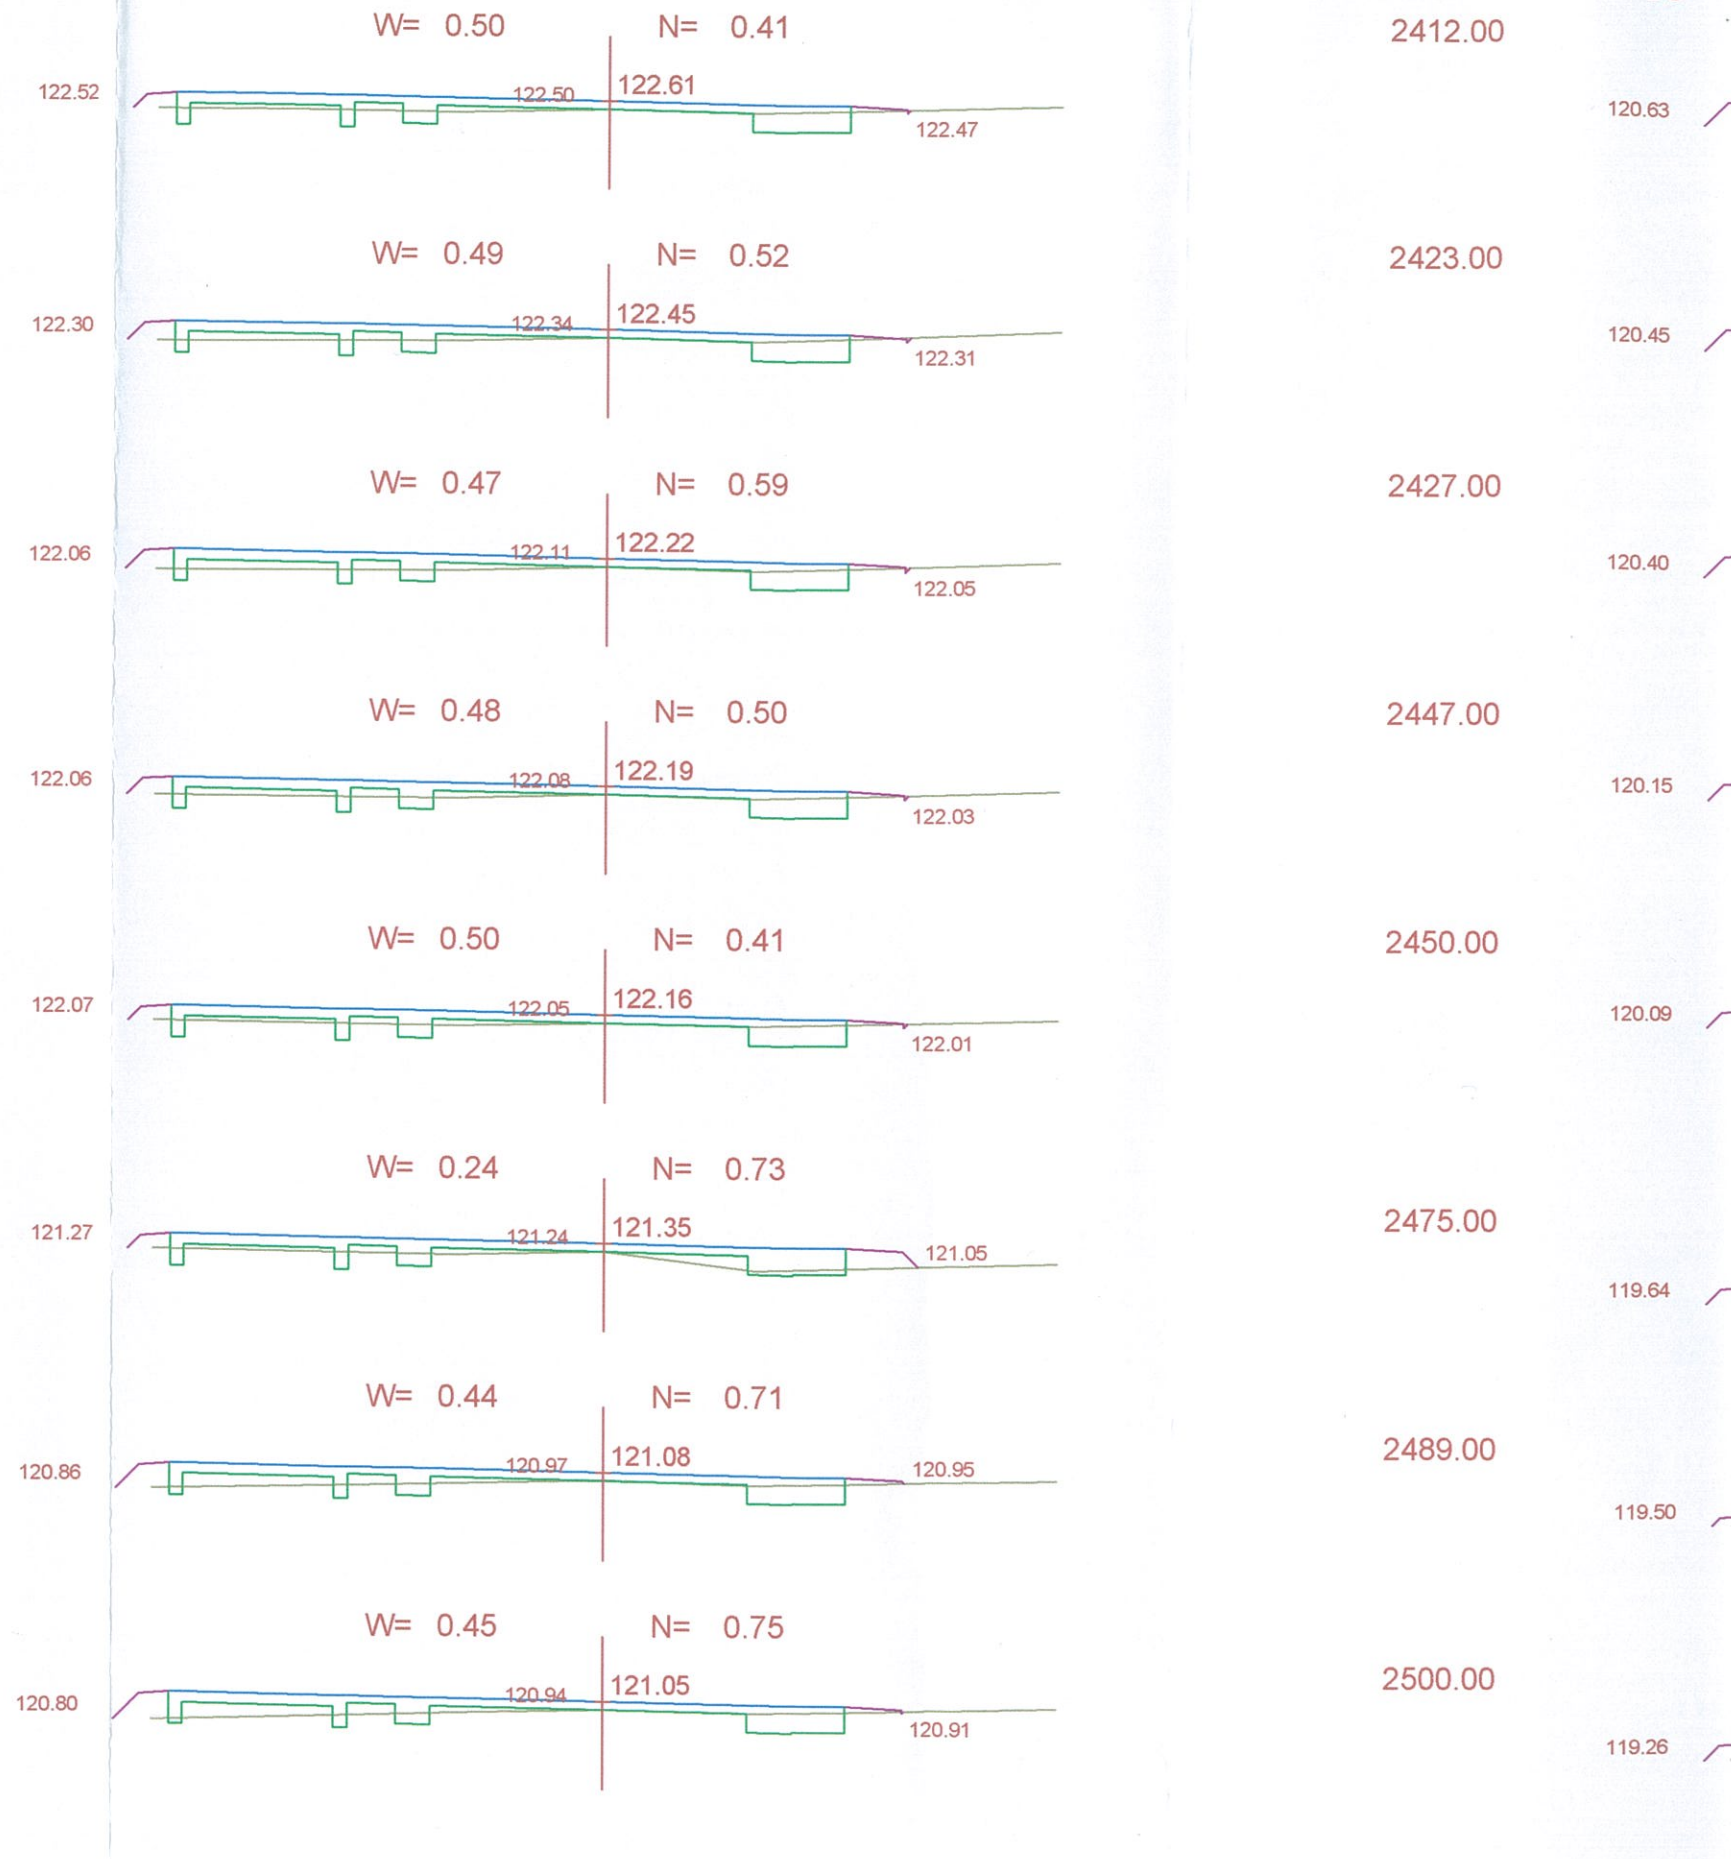 W= 0.50 N= 0.41 2412.00
122.52 122.50 122.61 120.63
122.47
W= 0.49 N= 0.52 2423.00
122.30 122.34 122.45 120.45
122.31
W= 0.47 N= 0.59 2427.00
122.06 122.11 122.22 120.40
122.05
W= 0.48 N= 0.50 2447.00
122.06 122.08 122.19 120.15
122.03
W= 0.50 N= 0.41 2450.00
122.07 122.05 122.16 120.09
122.01
W= 0.24 N= 0.73 2475.00
121.27 121.24 121.35 121.05
119.64
W= 0.44 N= 0.71 2489.00
120.86 120.97 121.08 120.95
119.50
W= 0.45 N= 0.75 2500.00
120.80 120.94 121.05
120.91 119.26